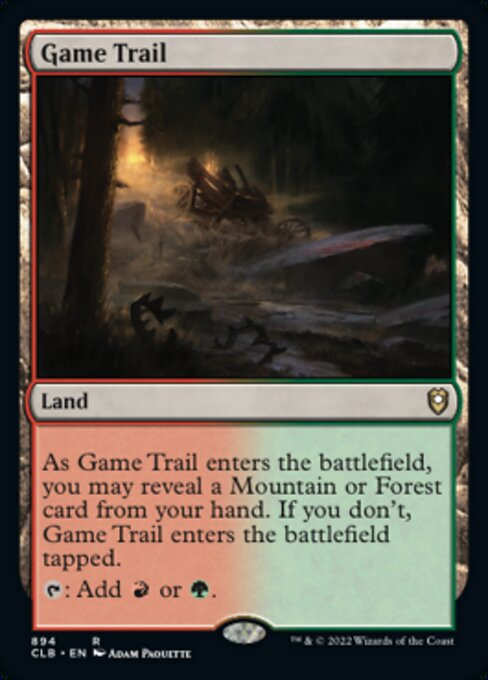 Game Trail
Land
As Game Trail enters the battlefield,
you may reveal a Mountain or Forest
card from your hand. If you don't,
Game Trail enters the battlefield
tapped.
: Add or .
894 R
CLB • EN Adam Paquette
™ & © 2022 Wizards of the Coast